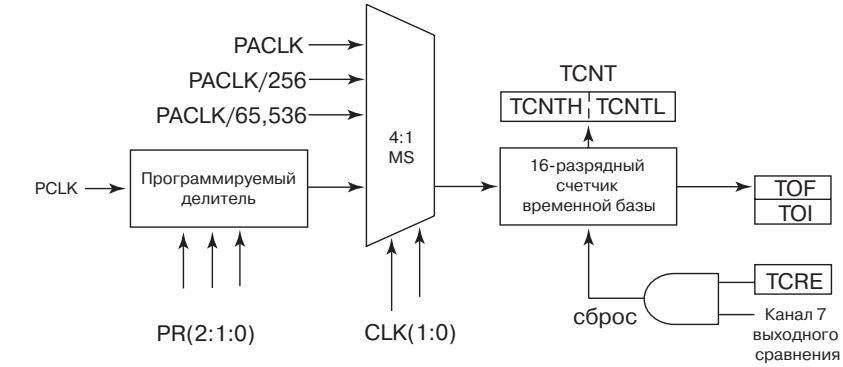 PACLK
PACLK/256
PACLK/65,536
PCLK
Программируемый
делитель
PR(2:1:0)
4:1
MS
CLK(1:0)
TCNT
TCNTH TCNTL
16-разрядный
счетчик
временной базы
TOF
TOI
сброс
TCRE
Канал 7
выходного
сравнения